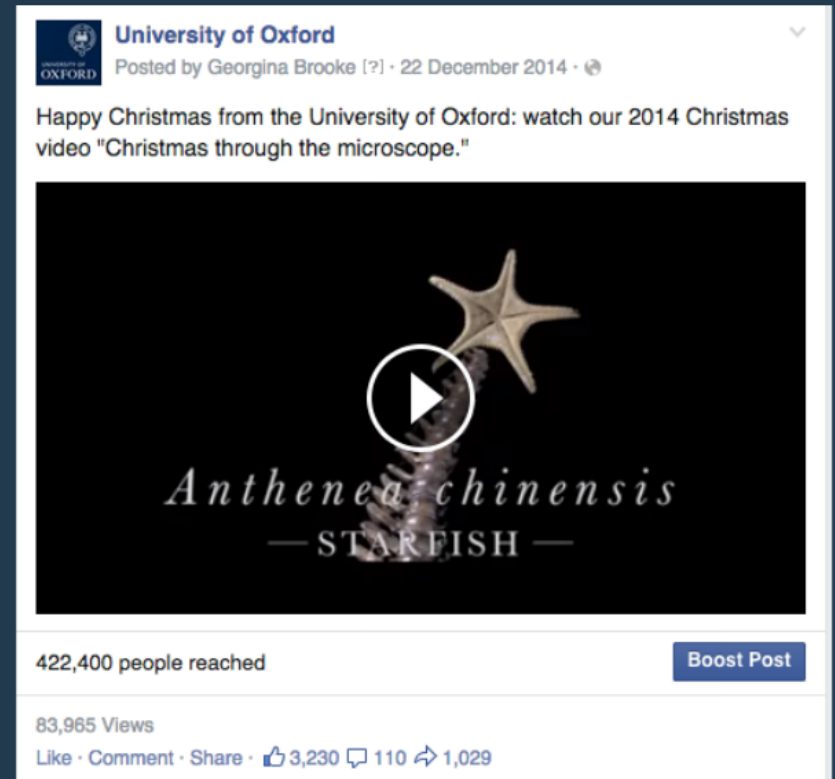 University of Oxford
UNIVERSITY OF
OXFORD
Posted by Georgina Brooke [?] · 22 December 2014 ·
Happy Christmas from the University of Oxford: watch our 2014 Christmas
video "Christmas through the microscope."
Anthenea chinensis
— STARFISH —
422,400 people reached
Boost Post
83,965 Views
Like · Comment · Share · 3,230 110 1,029